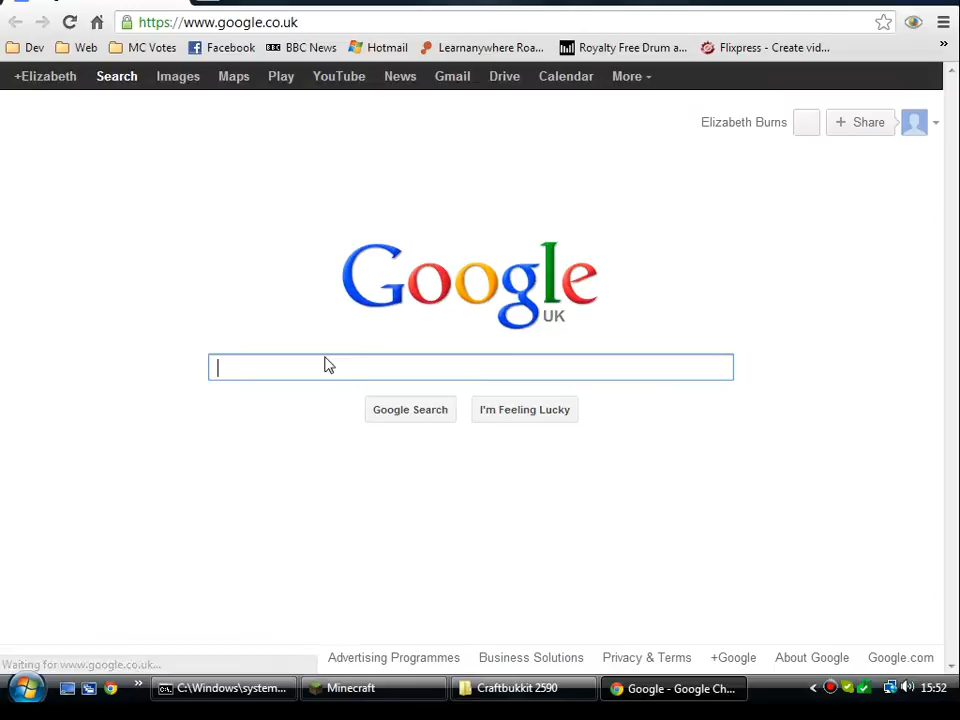 https://www.google.co.uk
Dev Web MC Votes Facebook BBC News Hotmail Learnanywhere Roa... Royalty Free Drum a... Flixpress - Create vid... »
+Elizabeth Search Images Maps Play YouTube News Gmail Drive Calendar More
Elizabeth Burns + Share
Google
UK
Google Search I'm Feeling Lucky
Waiting for www.google.co.uk... Advertising Programmes Business Solutions Privacy & Terms +Google About Google Google.com
» C:\Windows\system... Minecraft Craftbukkit 2590 Google - Google Ch... 15:52